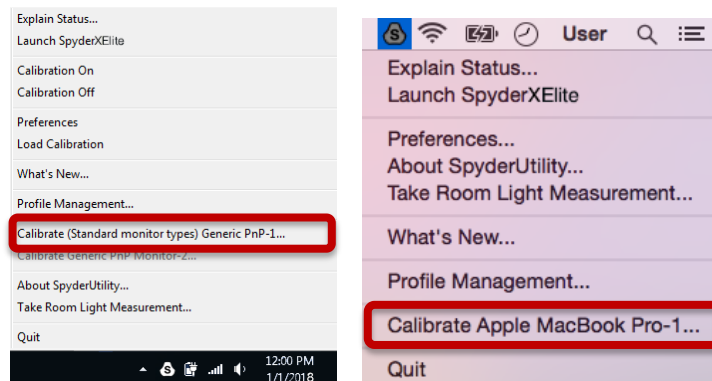 Explain Status...
Launch SpyderXElite
Calibration On
Calibration Off
Preferences
Load Calibration
What's New...
Profile Management...
Calibrate (Standard monitor types) Generic PnP-1...
Calibrate Generic PnP Monitor-2...
About SpyderUtility...
Take Room Light Measurement...
Quit
12:00 PM
1/1/2018
S User
Explain Status...
Launch SpyderXElite
Preferences...
About SpyderUtility...
Take Room Light Measurement...
What's New...
Profile Management...
Calibrate Apple MacBook Pro-1...
Quit